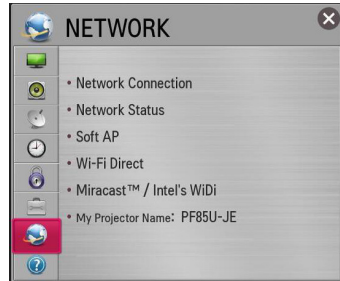 NETWORK
• Network Connection
• Network Status
• Soft AP
• Wi-Fi Direct
• Miracast™ / Intel's WiDi
• My Projector Name: PF85U-JE
?